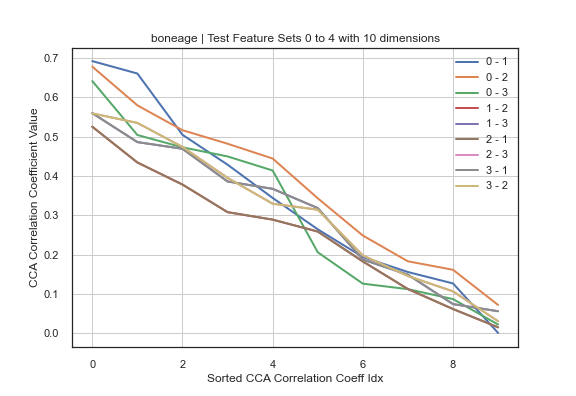 boneage | Test Feature Sets 0 to 4 with 10 dimensions
CCA Correlation Coefficient Value
0.7
0.6
0.5
0.4
0.3
0.2
0.1
0.0
0 - 1
0 - 2
0 - 3
1 - 2
1 - 3
2 - 1
2 - 3
3 - 1
3 - 2
0 2 4 6 8
Sorted CCA Correlation Coeff Idx